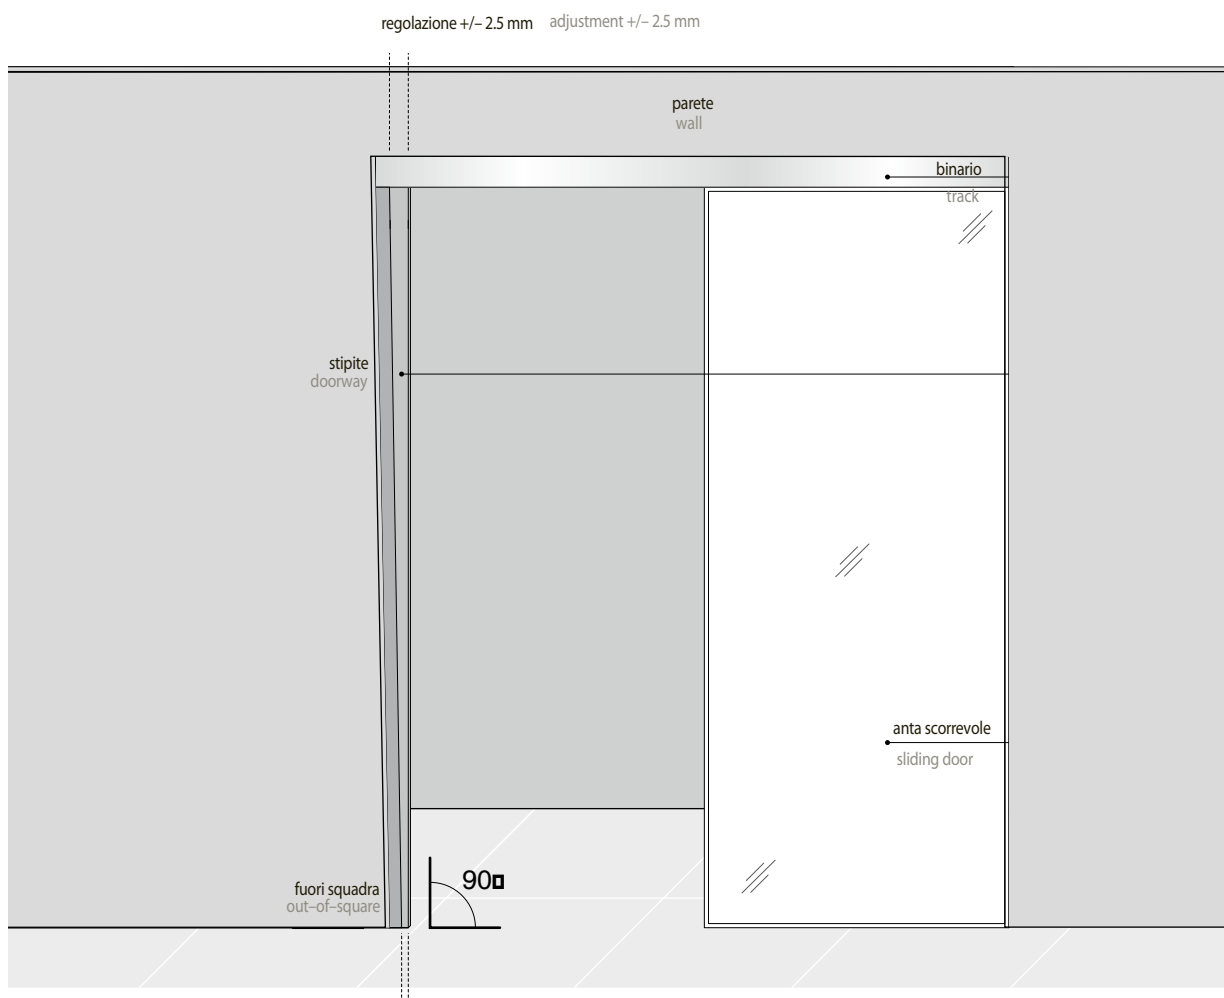 regolazione +/– 2.5 mm adjustment +/– 2.5 mm
parete
wall
binario
track
stipite
doorway
anta scorrevole
sliding door
90
fuori squadra
out–of–square